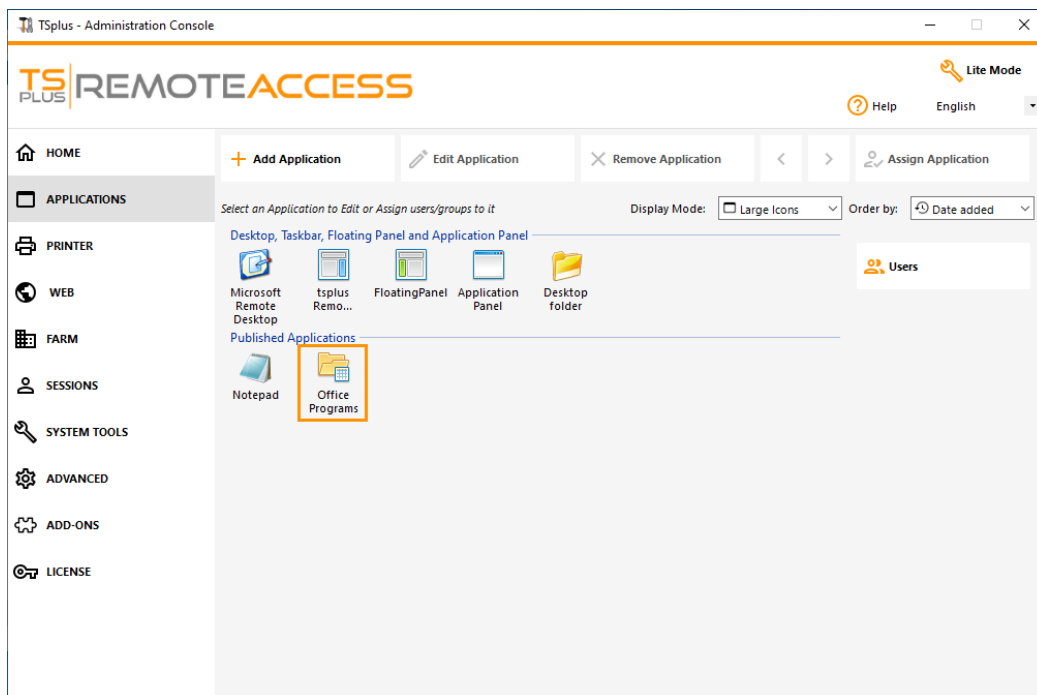 TSplus - Administration Console
TS PLUS REMOTEACCESS
Lite Mode
Help English
HOME
APPLICATIONS
PRINTER
WEB
FARM
SESSIONS
SYSTEM TOOLS
ADVANCED
ADD-ONS
LICENSE
Add Application Edit Application Remove Application Assign Application
Select an Application to Edit or Assign users/groups to it Display Mode: Large Icons Order by: Date added
Desktop, Taskbar, Floating Panel and Application Panel
Microsoft
Remote
Desktop
tsplus
Remo...
FloatingPanel
Application
Panel
Desktop
folder
Published Applications
Notepad
Office
Programs
Users